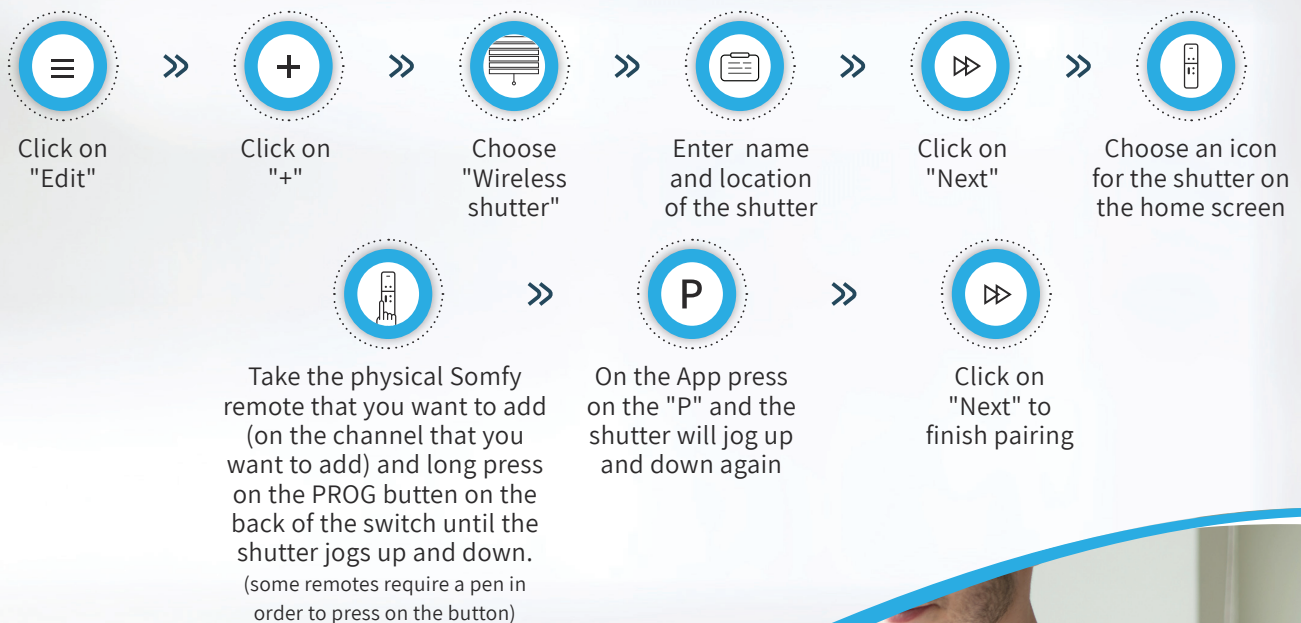 Click on
"Edit"
Click on
"+"
Choose
"Wireless
shutter"
Enter name
and location
of the shutter
Click on
"Next"
Choose an icon
for the shutter on
the home screen
Take the physical Somfy
remote that you want to add
(on the channel that you
want to add) and long press
on the PROG butten on the
back of the switch until the
shutter jogs up and down.
(some remotes require a pen in
order to press on the button)
P
On the App press
on the "P" and the
shutter will jog up
and down again
Click on
"Next" to
finish pairing